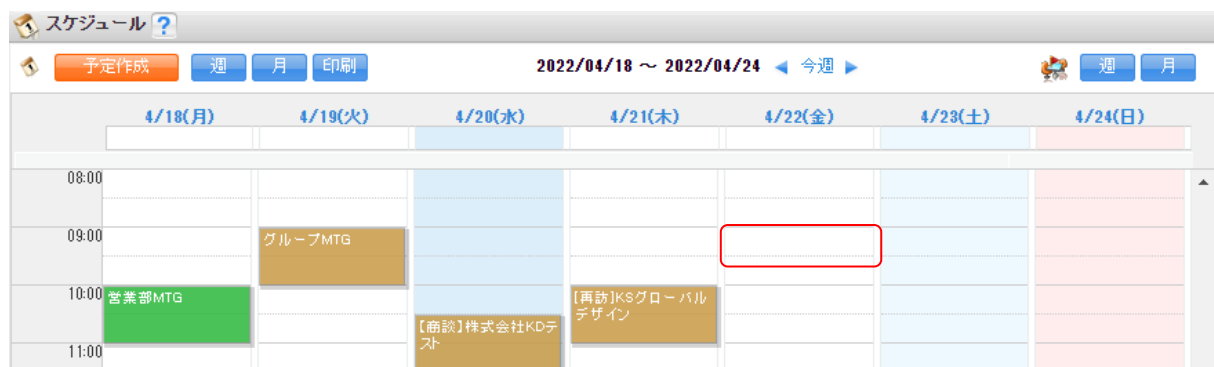 スケジュール ?
予定作成 週 月 印刷 2022/04/18 ～ 2022/04/24 今週 週 月
4/18(月) 4/19(火) 4/20(水) 4/21(木) 4/22(金) 4/23(土) 4/24(日)
08:00
09:00 グループMTG
10:00 営業部MTG 【再訪】KSグローバル
デザイン
【商談】株式会社KDテ
スト
11:00